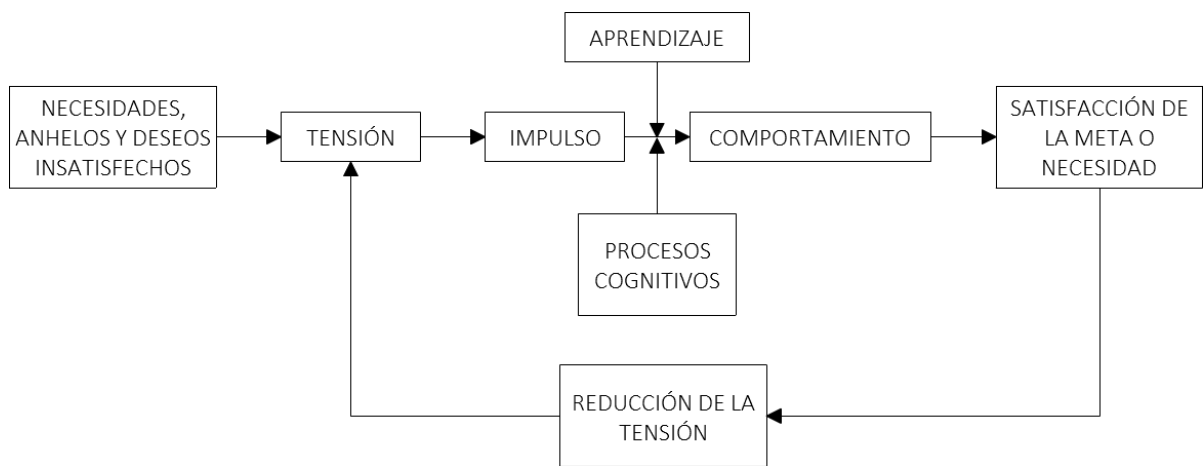 APRENDIZAJE
NECESIDADES,
ANHELOS Y DESEOS
INSATISFECHOS
TENSIÓN
IMPULSO
COMPORTAMIENTO
SATISFACCIÓN DE
LA META O
NECESIDAD
PROCESOS
COGNITIVOS
REDUCCIÓN DE LA
TENSIÓN